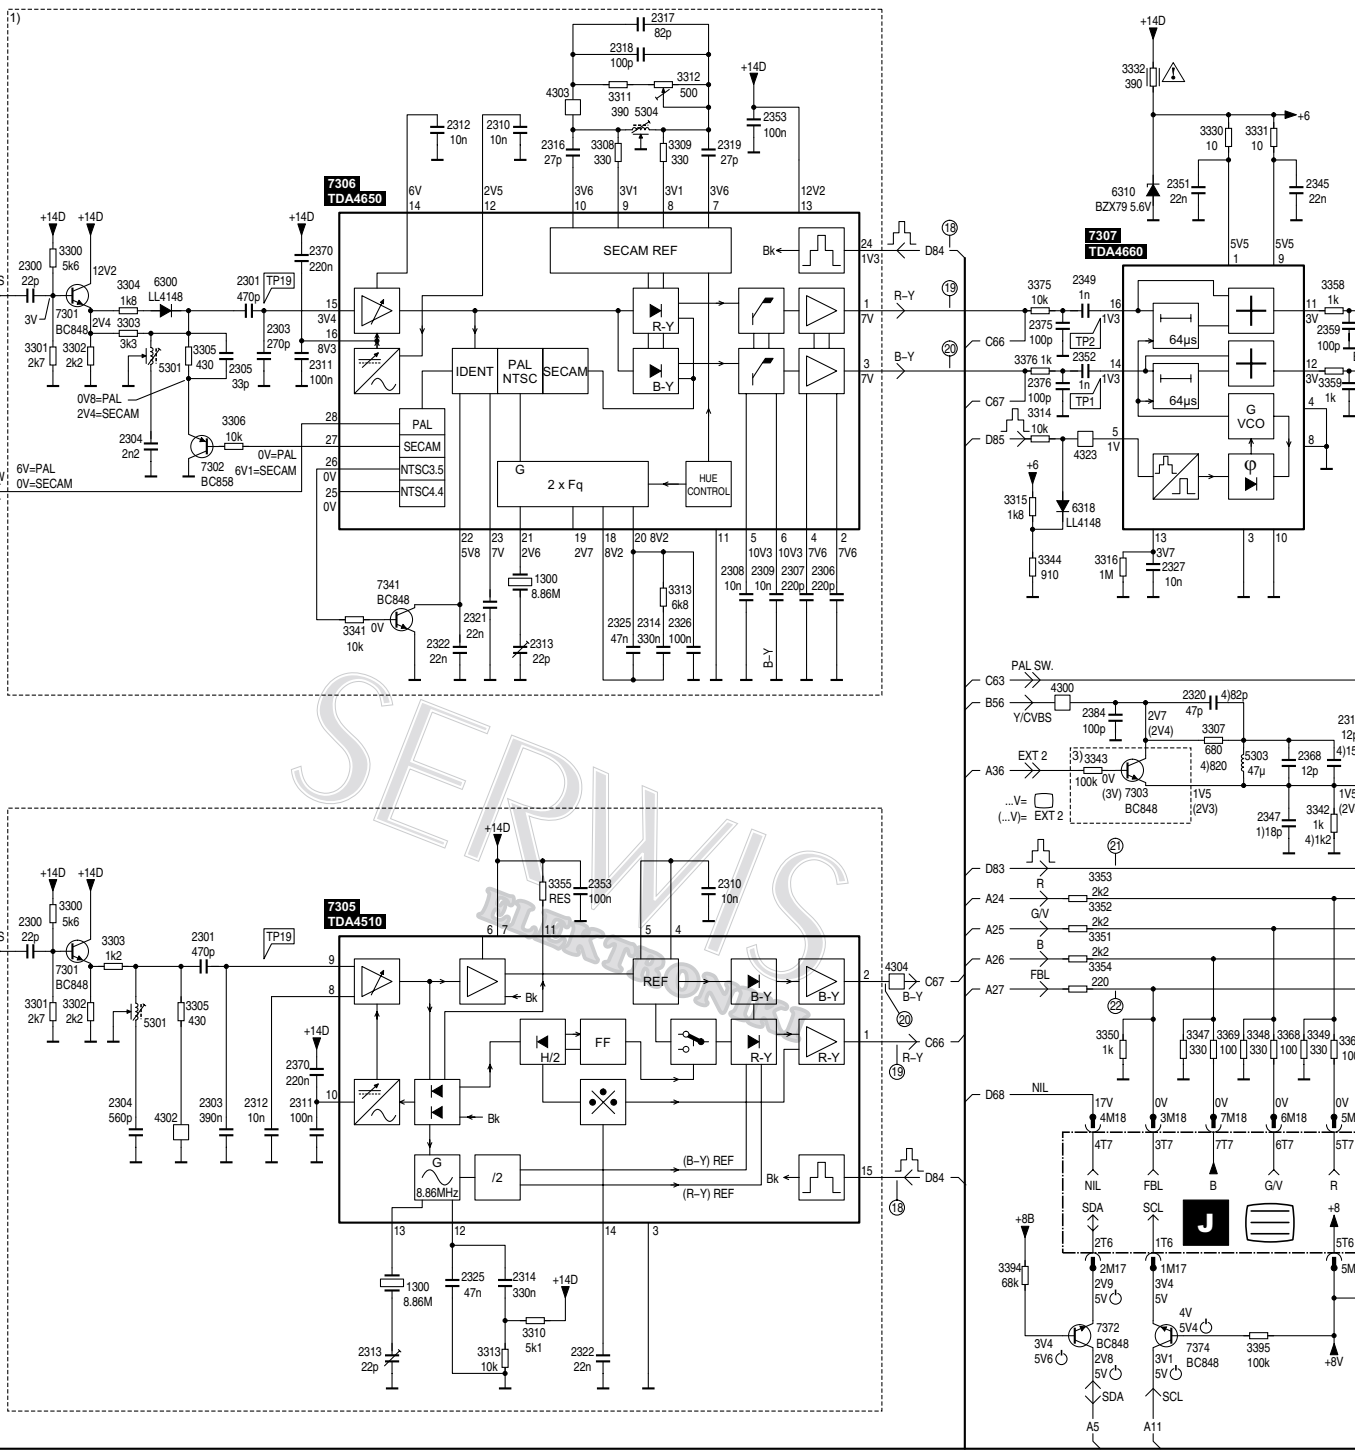 1)
2317
82p
2318
100p
3311
390
3312
500
4303
5304
+14D
2353
100n
2312
10n
2310
10n
2316
27p
3308
330
3309
330
2319
27p
7306
TDA4650
6V
14
2V5
12
3V6
10
3V1
9
3V1
8
3V6
7
12V2
13
SECAM REF
Bk
24
1V3
18
D84
+14D
+14D
3300
5k6
2300
22p
12V2
7301
BC848
3V
2V4
3304
1k8
6300
LL4148
3303
3k3
2301
470p
TP19
+14D
2370
220n
2303
270p
2311
100n
15
3V4
16
8V3
3301
2k7
3302
2k2
5301
3305
430
2305
33p
0V8=PAL
2V4=SECAM
2304
2n2
3306
10k
0V=PAL
6V1=SECAM
7302
BC858
6V=PAL
0V=SECAM
28
27
26
0V
25
0V
IDENT
PAL
NTSC
SECAM
PAL
SECAM
NTSC3.5
NTSC4.4
G
2 x Fq
HUE
CONTROL
R-Y
B-Y
1
7V
R-Y
19
3
7V
B-Y
20
22
5V8
23
7V
21
2V6
19
2V7
18
8V2
20 8V2
11
5
10V3
6
10V3
4
7V6
2
7V6
7341
BC848
3341
10k
0V
2322
22n
2321
22n
1300
8.86M
2313
22p
2325
47n
2314
330n
3313
6k8
2326
100n
2308
10n
2309
10n
2307
220p
2306
220p
B-Y
+14D
3332
390
+6
3330
10
3331
10
6310
BZX79 5.6V
2351
22n
2345
22n
7307
TDA4660
5V5
1
5V5
9
C66
3375
10k
2349
1n
2375
100p
TP2
16
1V3
C67
3376 1k
2352
1n
2376
100p
TP1
14
1V3
D85
3314
10k
4323
5
1V
64µs
64µs
G
VCO
φ
11
3V
12
3V
4
8
3358
1k
2359
100p
3359
1k
+6
3315
1k8
6318
LL4148
3344
910
3316
1M
13
3V7
2327
10n
3
10
C63
PAL SW.
B56
Y/CVBS
4300
2384
100p
2V7
(2V4)
2320
47p
4)82p
3307
680
4)820
5303
47µ
2368
12p
A36
EXT 2
3)
3343
100k
0V
(3V)
7303
BC848
1V5
(2V3)
...V=
(...V)=
EXT 2
2347
1)18p
3342
1k
4)1k2
D83
21
A24
R
3353
2k2
A25
G/V
3352
2k2
A26
B
3351
2k2
A27
FBL
3354
220
22
3350
1k
3347
330
3369
100
3348
330
3368
100
3349
330
D68
NIL
17V
4M18
0V
3M18
0V
7M18
0V
6M18
0V
4T7
3T7
7T7
6T7
5T7
NIL
FBL
B
G/V
R
SDA
SCL
J
+8
2T6
1T6
5T6
+8B
3394
68k
2M17
2V9
5V
1M17
3V4
5V
7372
BC848
3V4
5V6
2V8
5V
4V
5V4
7374
BC848
3V1
5V
3395
100k
+8V
SDA
SCL
A5
A11
SERWIS
ELEKTRONIKI
+14D
+14D
3300
5k6
2300
22p
7301
BC848
3303
1k2
2301
470p
TP19
3301
2k7
3302
2k2
5301
3305
430
2304
560p
4302
2303
390n
2312
10n
2311
100n
2370
220n
+14D
7305
TDA4510
9
8
10
+14D
3355
RES
2353
100n
2310
10n
6
7
11
5
4
Bk
REF
B-Y
B-Y
2
4304
B-Y
C67
20
H/2
FF
R-Y
R-Y
1
R-Y
C66
19
Bk
G
8.86MHz
/2
(B-Y) REF
(R-Y) REF
Bk
15
D84
18
13
12
14
3
1300
8.86M
2313
22p
2325
47n
2314
330n
+14D
3310
5k1
3313
10k
2322
22n